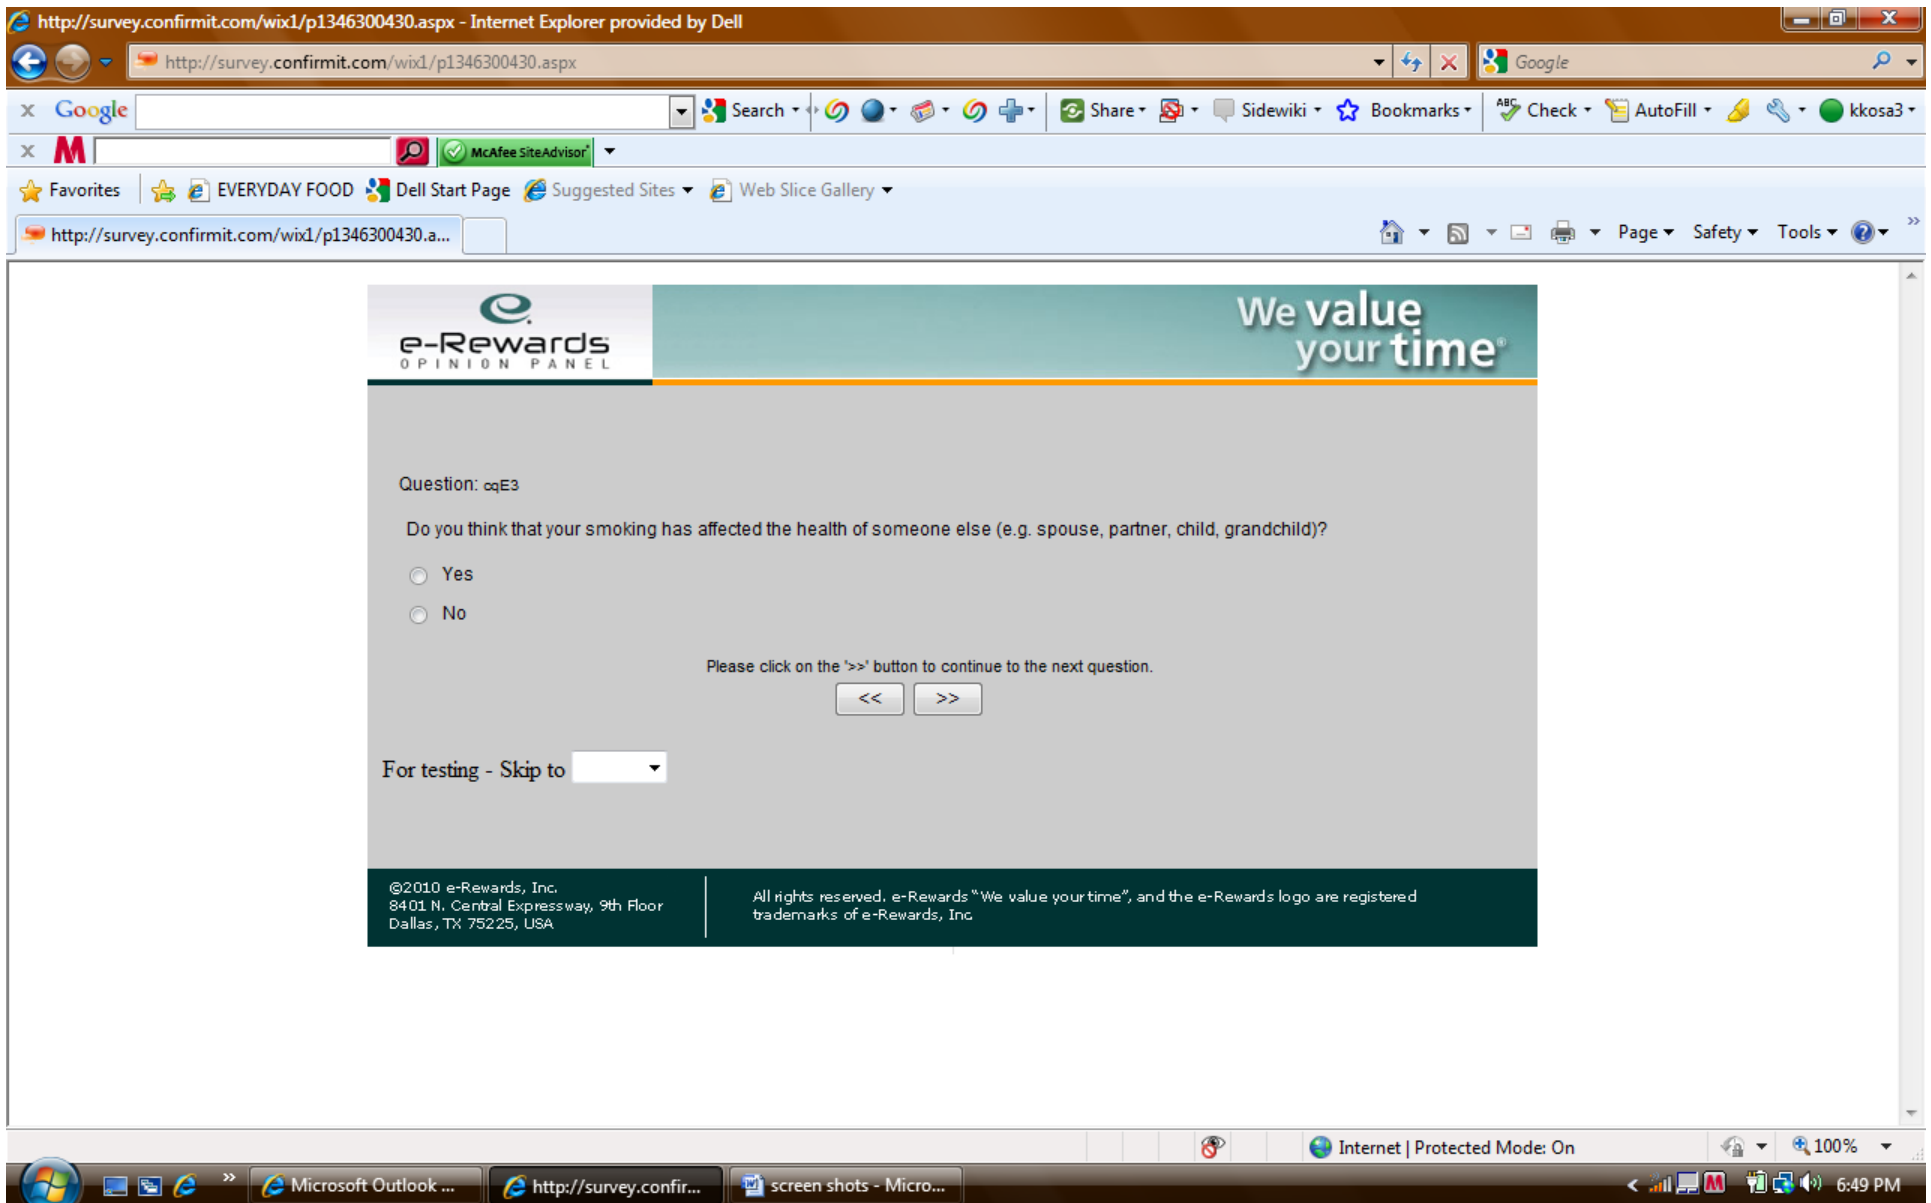 http://survey.confirmit.com/wix1/p1346300430.aspx - Internet Explorer provided by Dell
http://survey.confirmit.com/wix1/p1346300430.aspx
Google
x Google Search Share Sidewiki Bookmarks Check AutoFill kkosa3
x M McAfee SiteAdvisor
Favorites EVERYDAY FOOD Dell Start Page Suggested Sites Web Slice Gallery
http://survey.confirmit.com/wix1/p1346300430.a... Page Safety Tools »
e-Rewards
OPINION PANEL
We value
your time®
Question: cqE3
Do you think that your smoking has affected the health of someone else (e.g. spouse, partner, child, grandchild)?
Yes
No
Please click on the '>>' button to continue to the next question.
<< >>
For testing - Skip to
©2010 e-Rewards, Inc.
8401 N. Central Expressway, 9th Floor
Dallas, TX 75225, USA
All rights reserved. e-Rewards "We value your time", and the e-Rewards logo are registered
trademarks of e-Rewards, Inc.
Internet | Protected Mode: On 100%
» Microsoft Outlook ... http://survey.confir... screen shots - Micro... < M 6:49 PM